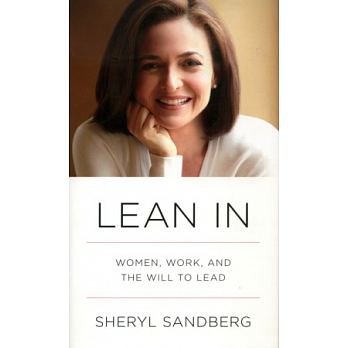 LEAN IN
WOMEN, WORK, AND
THE WILL TO LEAD
SHERYL SANDBERG